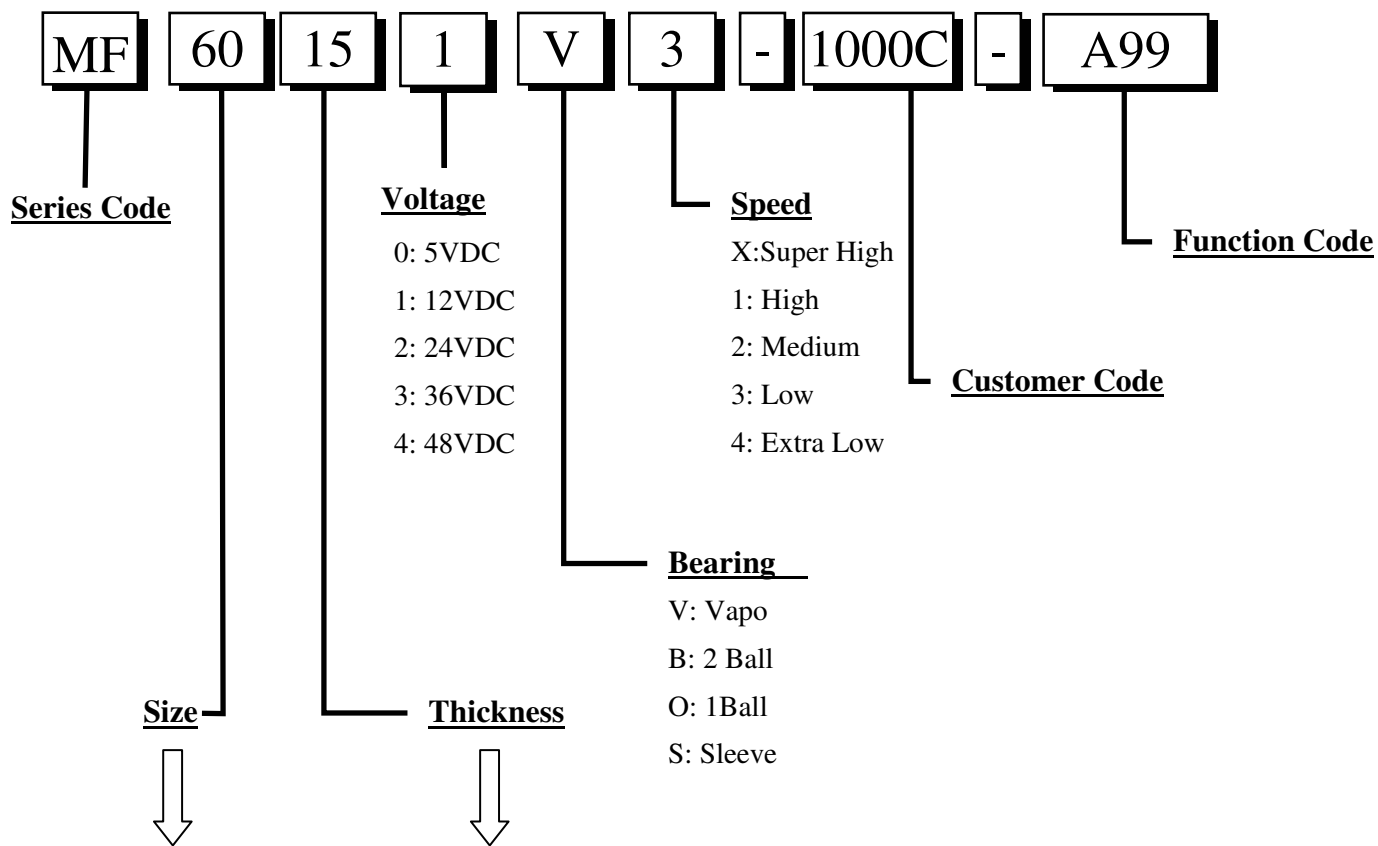 MF 60 15 1 V 3 - 1000C - A99
Series Code
Voltage
0: 5VDC
1: 12VDC
2: 24VDC
3: 36VDC
4: 48VDC
Speed
X:Super High
1: High
2: Medium
3: Low
4: Extra Low
Function Code
Customer Code
Bearing
V: Vapo
B: 2 Ball
O: 1Ball
S: Sleeve
Size
Thickness